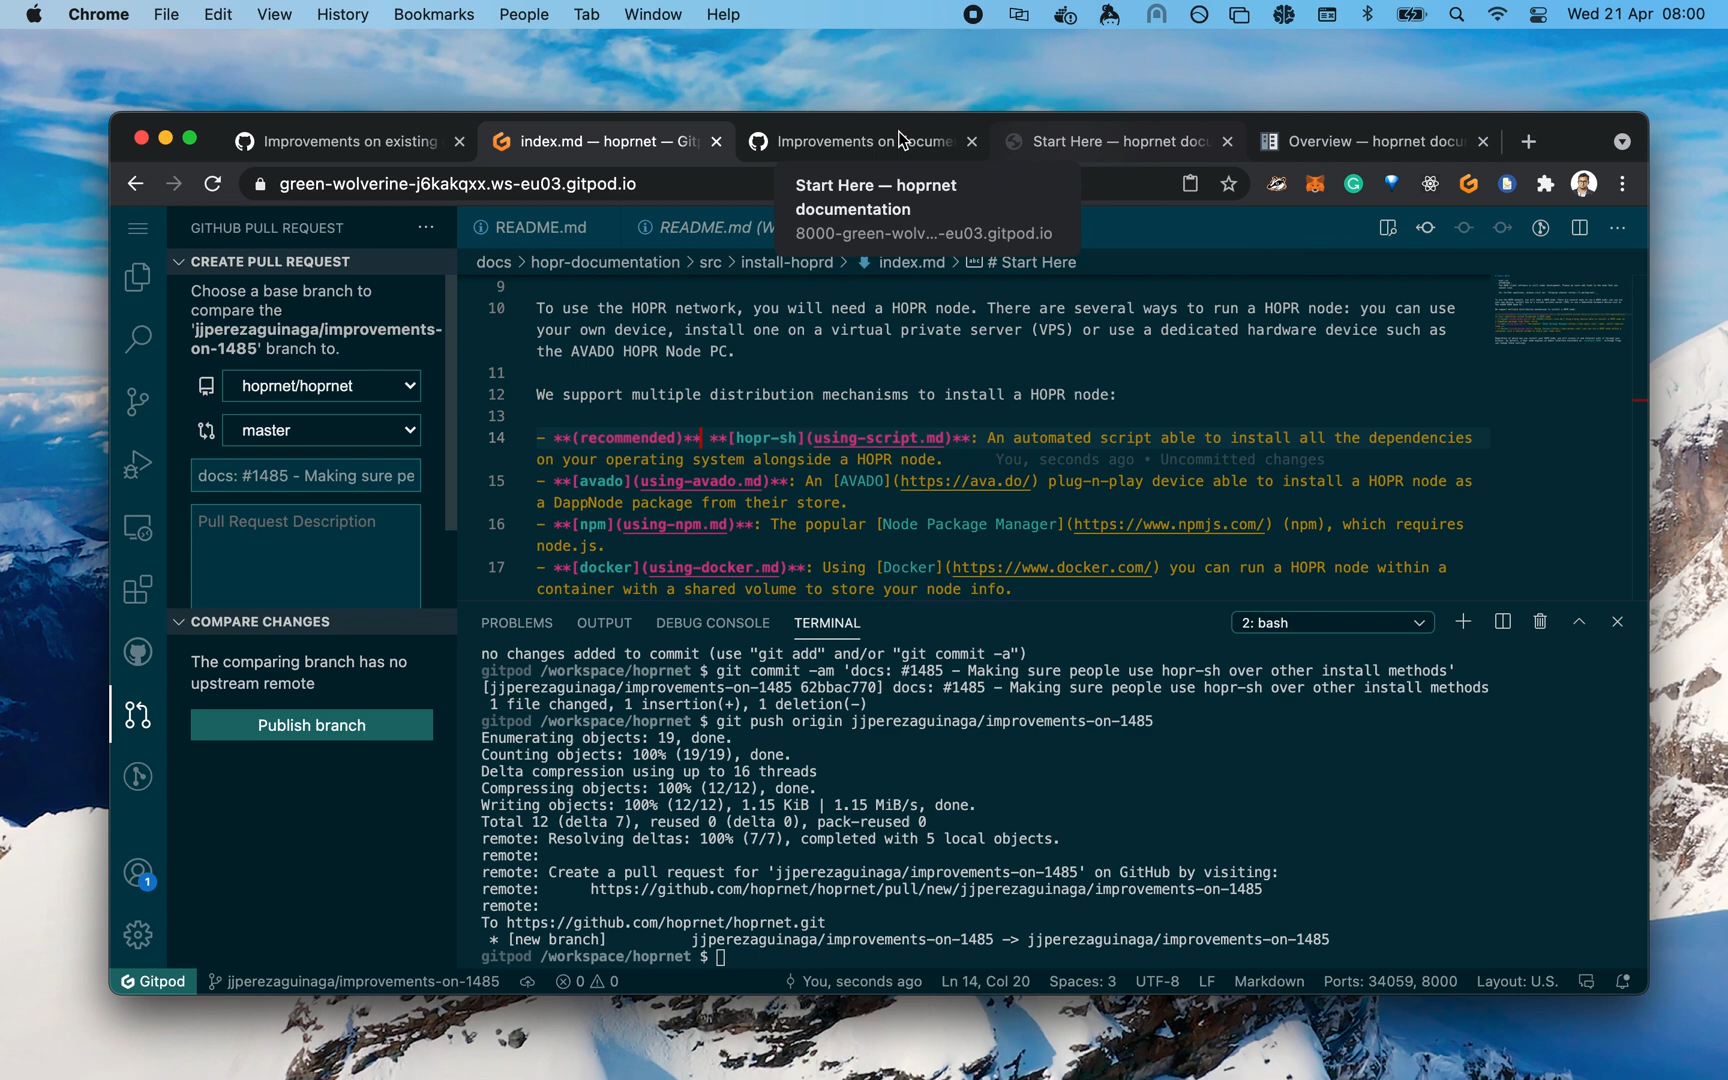 Chrome File Edit View History Bookmarks People Tab Window Help Wed 21 Apr 08:00
Improvements on existing index.md — hoprnet — Git Improvements on Start Here — hoprnet docu Overview — hoprnet docu
green-wolverine-j6kakqxx.ws-eu03.gitpod.io
Start Here — hoprnet
documentation
8000-green-wolv...-eu03.gitpod.io
GITHUB PULL REQUEST
CREATE PULL REQUEST
Choose a base branch to
compare the
'jjperezaguinaga/improvements-
on-1485' branch to.
hoprnet/hoprnet
master
docs: #1485 - Making sure pe
Pull Request Description
COMPARE CHANGES
The comparing branch has no
upstream remote
Publish branch
README.md README.md (W
docs > hopr-documentation > src > install-hoprd > index.md > # Start Here
9
10 To use the HOPR network, you will need a HOPR node. There are several ways to run a HOPR node: you can use
your own device, install one on a virtual private server (VPS) or use a dedicated hardware device such as
the AVADO HOPR Node PC.
11
12 We support multiple distribution mechanisms to install a HOPR node:
13
14 - **(recommended)** **[hopr-sh](using-script.md)**: An automated script able to install all the dependencies
on your operating system alongside a HOPR node. You, seconds ago • Uncommitted changes
15 - **[avado](using-avado.md)**: An [AVADO](https://ava.do/) plug-n-play device able to install a HOPR node as
a DappNode package from their store.
16 - **[npm](using-npm.md)**: The popular [Node Package Manager](https://www.npmjs.com/) (npm), which requires
node.js.
17 - **[docker](using-docker.md)**: Using [Docker](https://www.docker.com/) you can run a HOPR node within a
container with a shared volume to store your node info.
PROBLEMS OUTPUT DEBUG CONSOLE TERMINAL 2: bash
no changes added to commit (use "git add" and/or "git commit -a")
gitpod /workspace/hoprnet $ git commit -am 'docs: #1485 - Making sure people use hopr-sh over other install methods'
[jjperezaguinaga/improvements-on-1485 62bbac770] docs: #1485 - Making sure people use hopr-sh over other install methods
1 file changed, 1 insertion(+), 1 deletion(-)
gitpod /workspace/hoprnet $ git push origin jjperezaguinaga/improvements-on-1485
Enumerating objects: 19, done.
Counting objects: 100% (19/19), done.
Delta compression using up to 16 threads
Compressing objects: 100% (12/12), done.
Writing objects: 100% (12/12), 1.15 KiB | 1.15 MiB/s, done.
Total 12 (delta 7), reused 0 (delta 0), pack-reused 0
remote: Resolving deltas: 100% (7/7), completed with 5 local objects.
remote:
remote: Create a pull request for 'jjperezaguinaga/improvements-on-1485' on GitHub by visiting:
remote: https://github.com/hoprnet/hoprnet/pull/new/jjperezaguinaga/improvements-on-1485
remote:
To https://github.com/hoprnet/hoprnet.git
* [new branch] jjperezaguinaga/improvements-on-1485 -> jjperezaguinaga/improvements-on-1485
gitpod /workspace/hoprnet $
1
Gitpod jjperezaguinaga/improvements-on-1485 0 0 You, seconds ago Ln 14, Col 20 Spaces: 3 UTF-8 LF Markdown Ports: 34059, 8000 Layout: U.S.